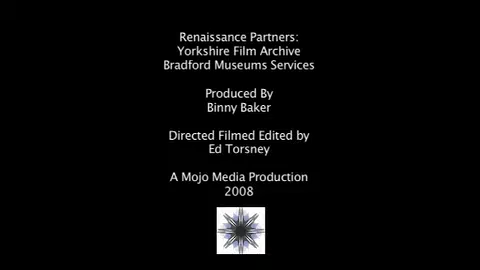 Renaissance Partners:
Yorkshire Film Archive
Bradford Museums Services
Produced By
Binny Baker
Directed Filmed Edited by
Ed Torsney
A Mojo Media Production
2008